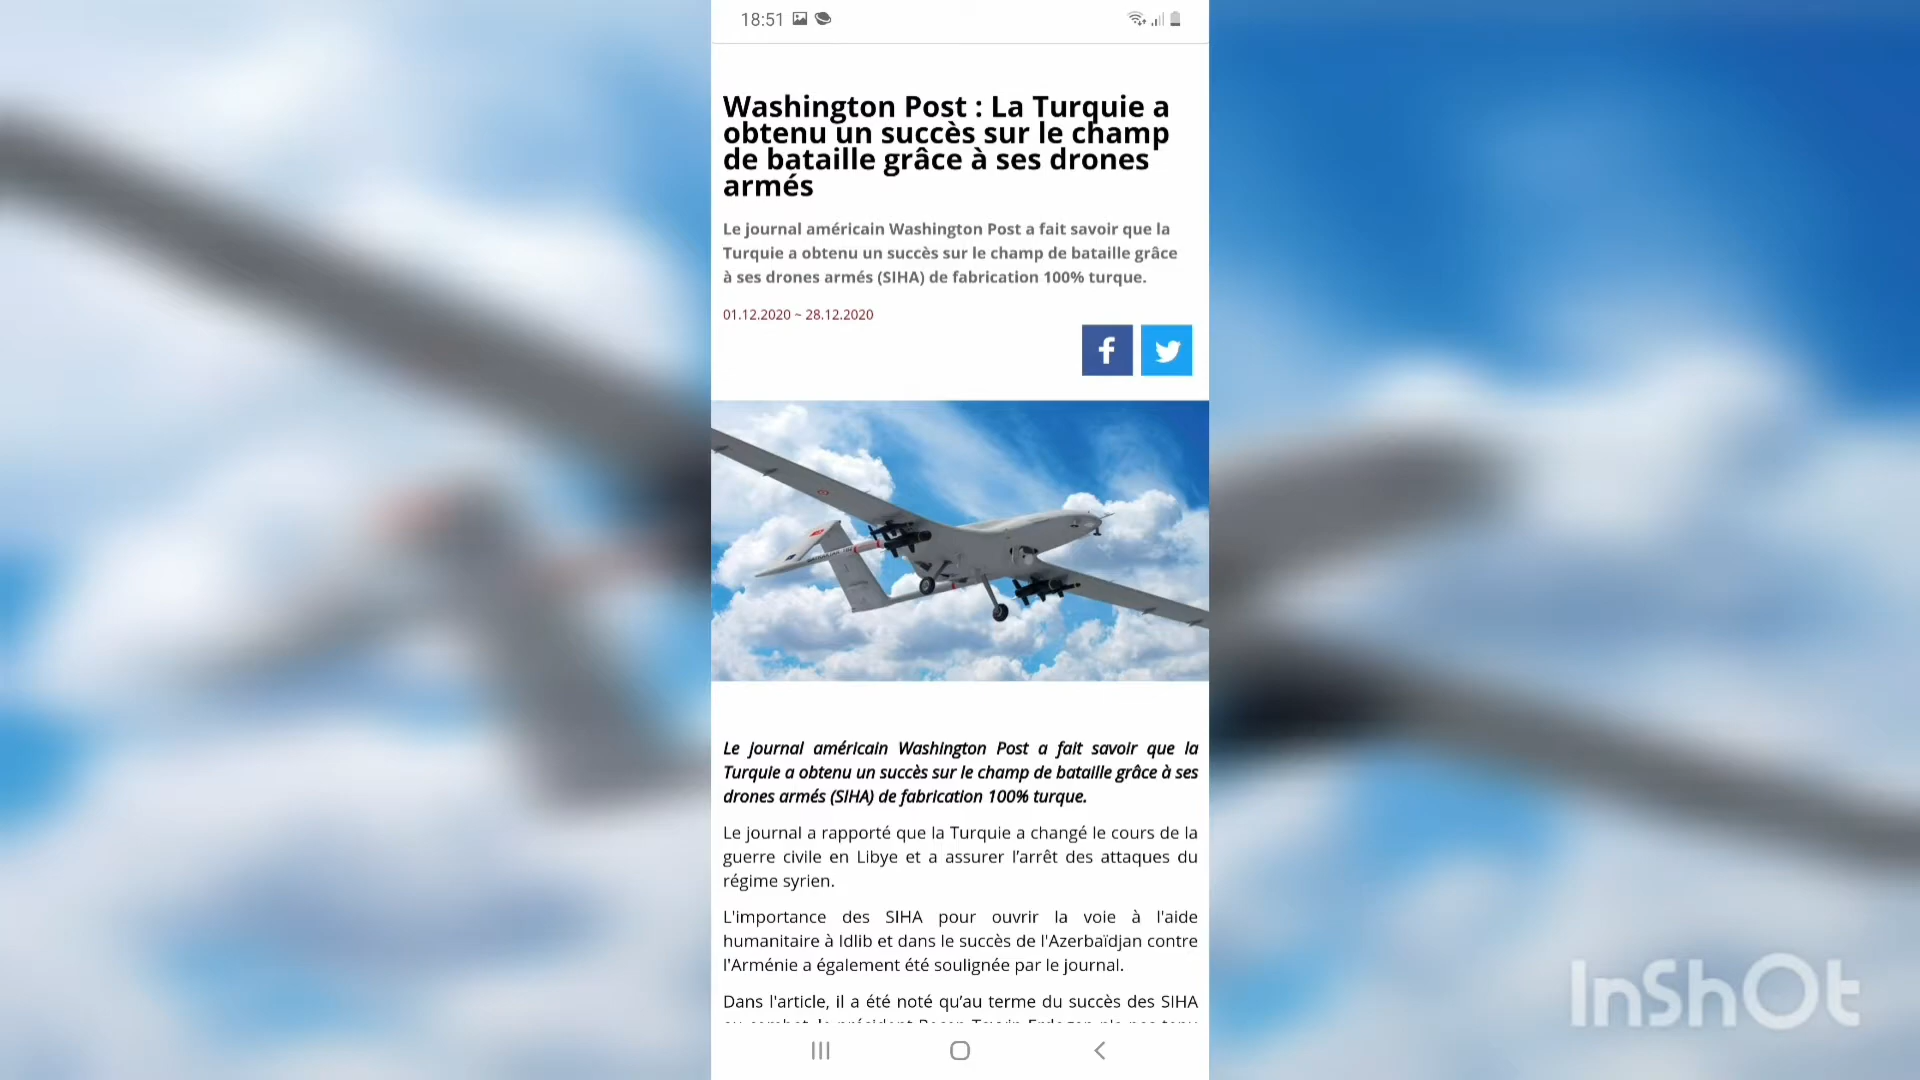 18:51
Washington Post : La Turquie a
obtenu un succès sur le champ
de bataille grâce à ses drones
armés
Le journal américain Washington Post a fait savoir que la
Turquie a obtenu un succès sur le champ de bataille grâce
à ses drones armés (SIHA) de fabrication 100% turque.
01.12.2020 ~ 28.12.2020
Le journal américain Washington Post a fait savoir que la
Turquie a obtenu un succès sur le champ de bataille grâce à ses
drones armés (SIHA) de fabrication 100% turque.
Le journal a rapporté que la Turquie a changé le cours de la
guerre civile en Libye et a assurer l’arrêt des attaques du
régime syrien.
L'importance des SIHA pour ouvrir la voie à l'aide
humanitaire à Idlib et dans le succès de l'Azerbaïdjan contre
l'Arménie a également été soulignée par le journal.
Dans l'article, il a été noté qu’au terme du succès des SIHA
InShOt